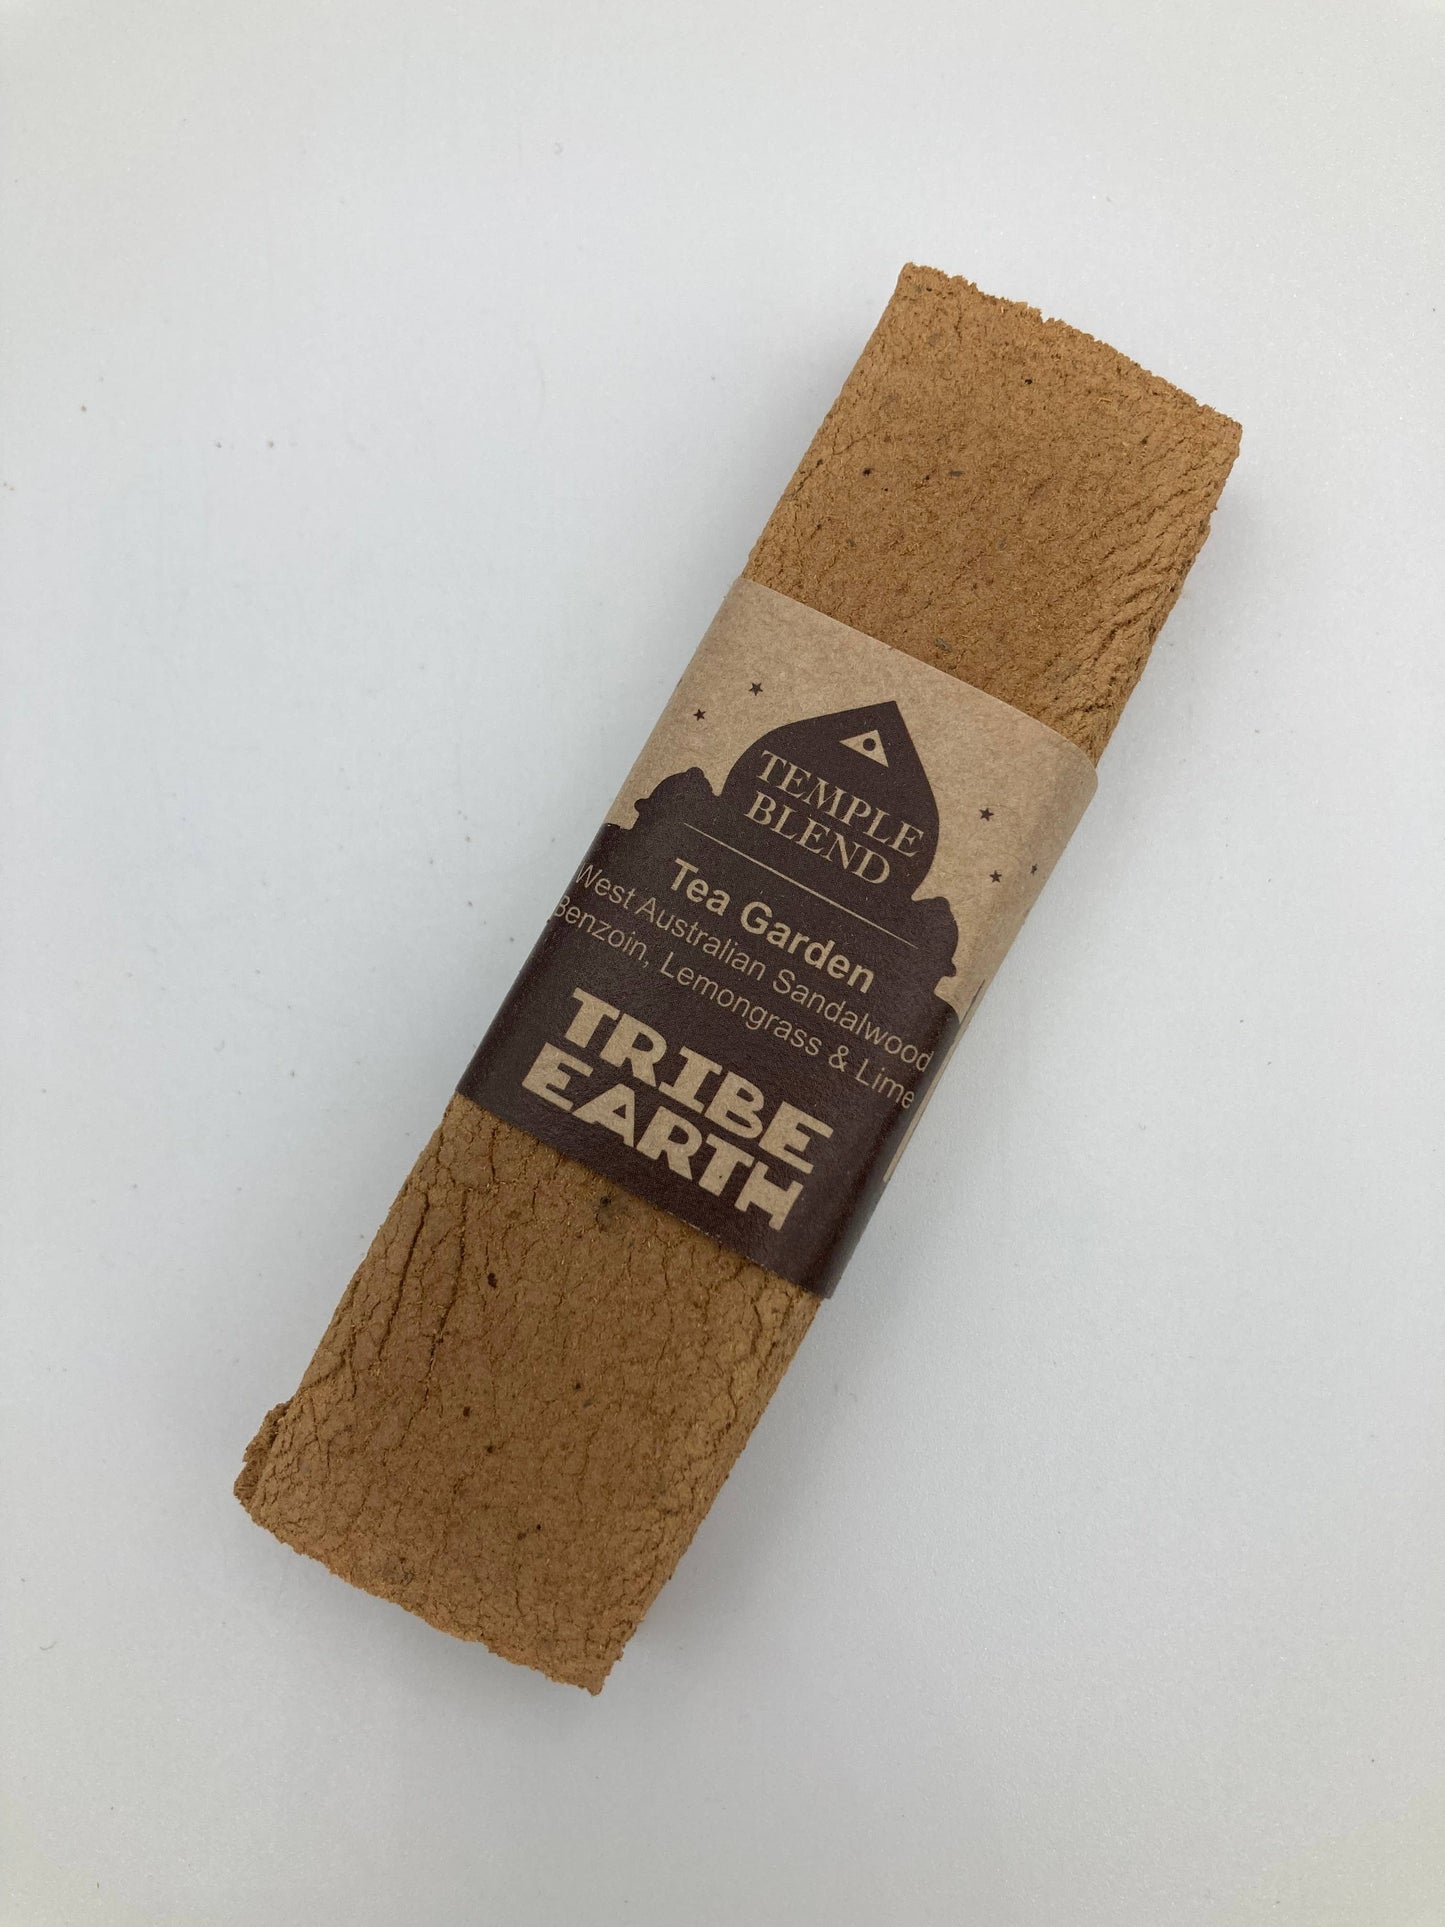 TEMPLE
BLEND
Tea Garden
West Australian Sandalwood
Benzoin, Lemongrass & Lime
TRIBE
EARTH